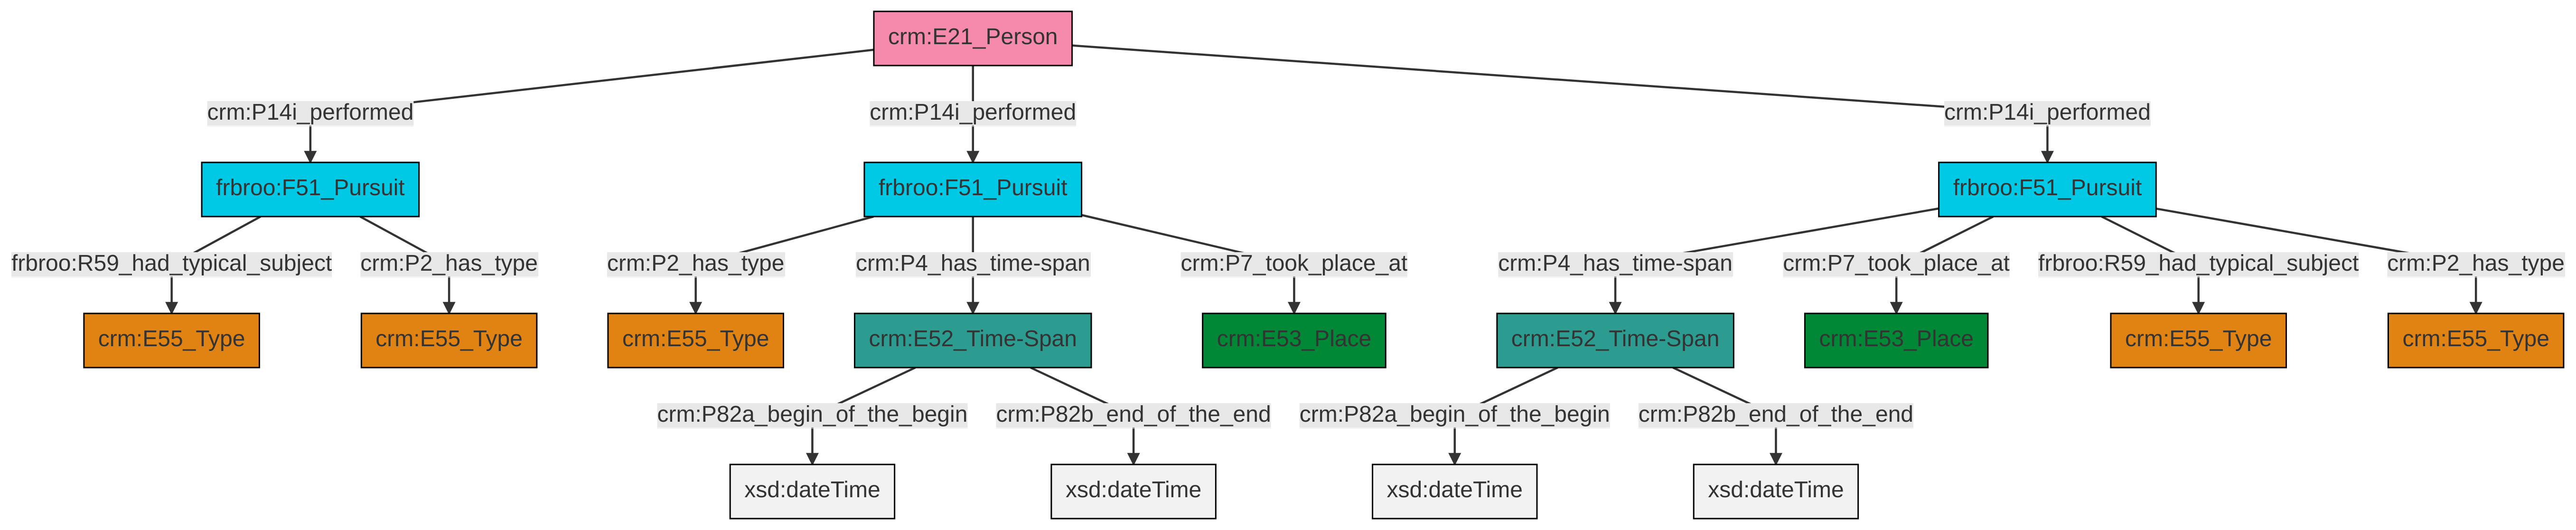 crm:E21_Person
crm:P14i_performed
crm:P14i_performed
crm:P14i_performed
frbroo:F51_Pursuit
frbroo:F51_Pursuit
frbroo:F51_Pursuit
frbroo:R59_had_typical_subject
crm:P2_has_type
crm:P2_has_type
crm:P4_has_time-span
crm:P7_took_place_at
crm:P4_has_time-span
crm:P7_took_place_at
frbroo:R59_had_typical_subject
crm:P2_has_type
crm:E55_Type
crm:E55_Type
crm:E55_Type
crm:E52_Time-Span
crm:E53_Place
crm:E52_Time-Span
crm:E53_Place
crm:E55_Type
crm:E55_Type
crm:P82a_begin_of_the_begin
crm:P82b_end_of_the_end
crm:P82a_begin_of_the_begin
crm:P82b_end_of_the_end
xsd:dateTime
xsd:dateTime
xsd:dateTime
xsd:dateTime